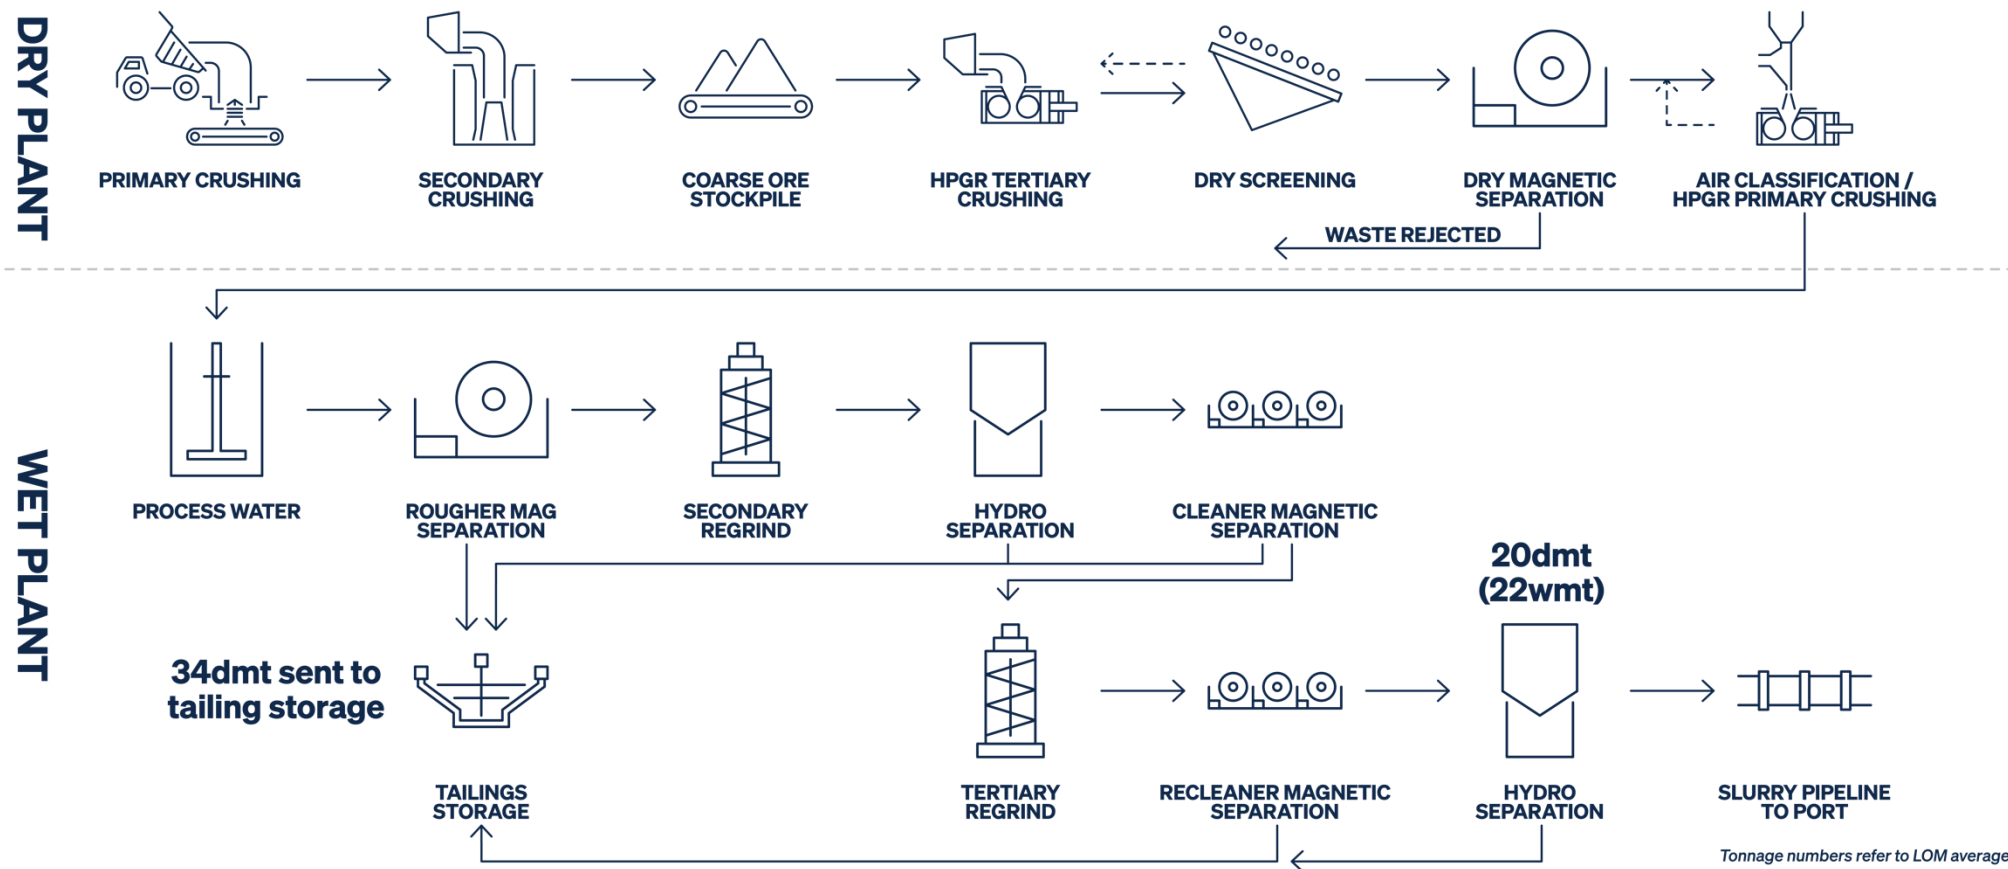 DRY PLANT
PRIMARY CRUSHING
SECONDARY
CRUSHING
COARSE ORE
STOCKPILE
HPGR TERTIARY
CRUSHING
DRY SCREENING
DRY MAGNETIC
SEPARATION
AIR CLASSIFICATION /
HPGR PRIMARY CRUSHING
WASTE REJECTED
WET PLANT
PROCESS WATER
ROUGHER MAG
SEPARATION
SECONDARY
REGRIND
HYDRO
SEPARATION
CLEANER MAGNETIC
SEPARATION
20dmt
(22wmt)
34dmt sent to
tailing storage
TAILINGS
STORAGE
TERTIARY
REGRIND
RECLEANER MAGNETIC
SEPARATION
HYDRO
SEPARATION
SLURRY PIPELINE
TO PORT
Tonnage numbers refer to LOM average